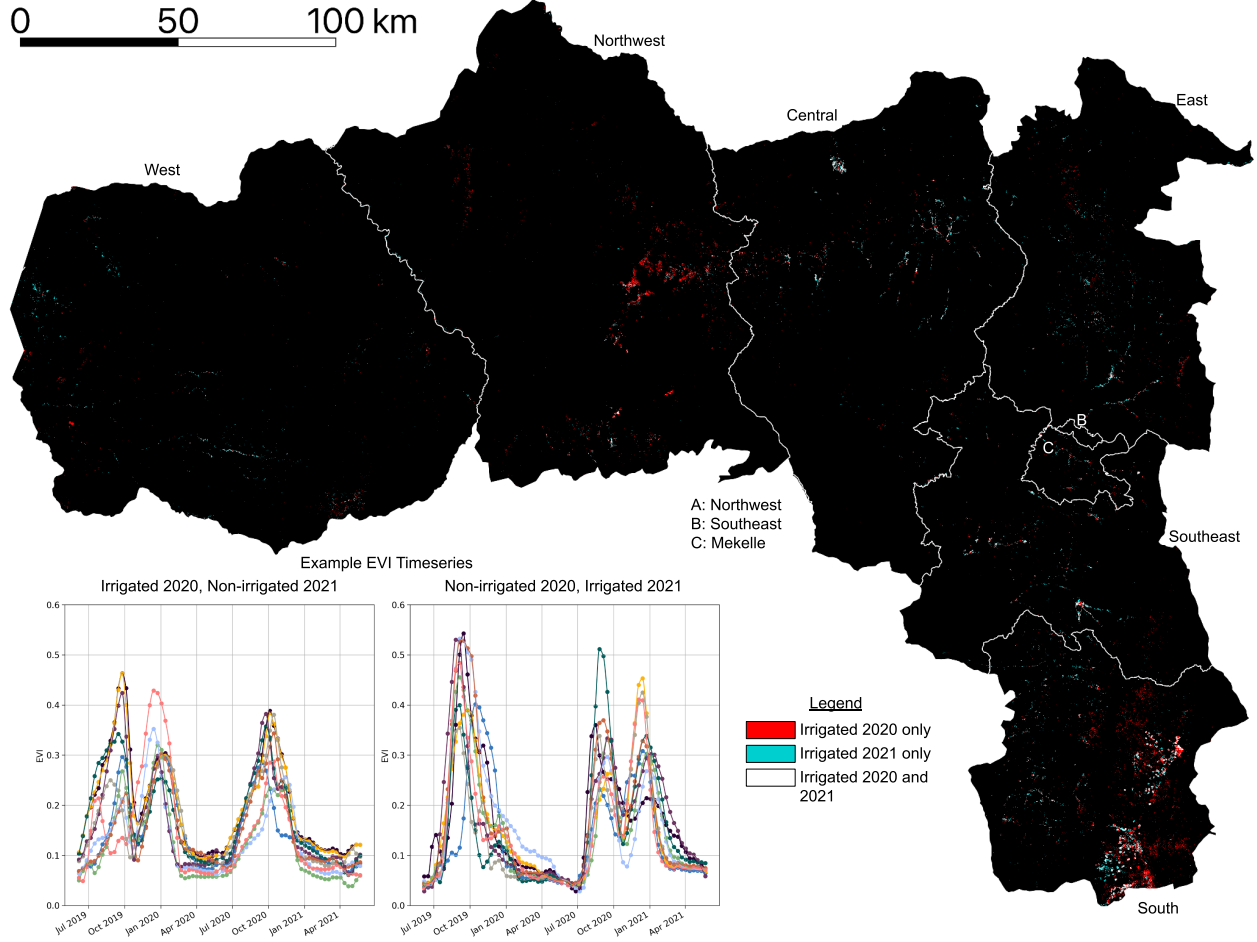 0 50 100 km
Northwest
Central
East
West
B
C
A: Northwest
B: Southeast
C: Mekelle
Southeast
Example EVI Timeseries
Irrigated 2020, Non-irrigated 2021
Non-irrigated 2020, Irrigated 2021
0.6
0.5
0.4
0.3
0.2
0.1
0.0
EVI
Jul 2019 Oct 2019 Jan 2020 Apr 2020 Jul 2020 Oct 2020 Jan 2021 Apr 2021
0.6
0.5
0.4
0.3
0.2
0.1
0.0
EVI
Jul 2019 Oct 2019 Jan 2020 Apr 2020 Jul 2020 Oct 2020 Jan 2021 Apr 2021
Legend
Irrigated 2020 only
Irrigated 2021 only
Irrigated 2020 and
2021
South